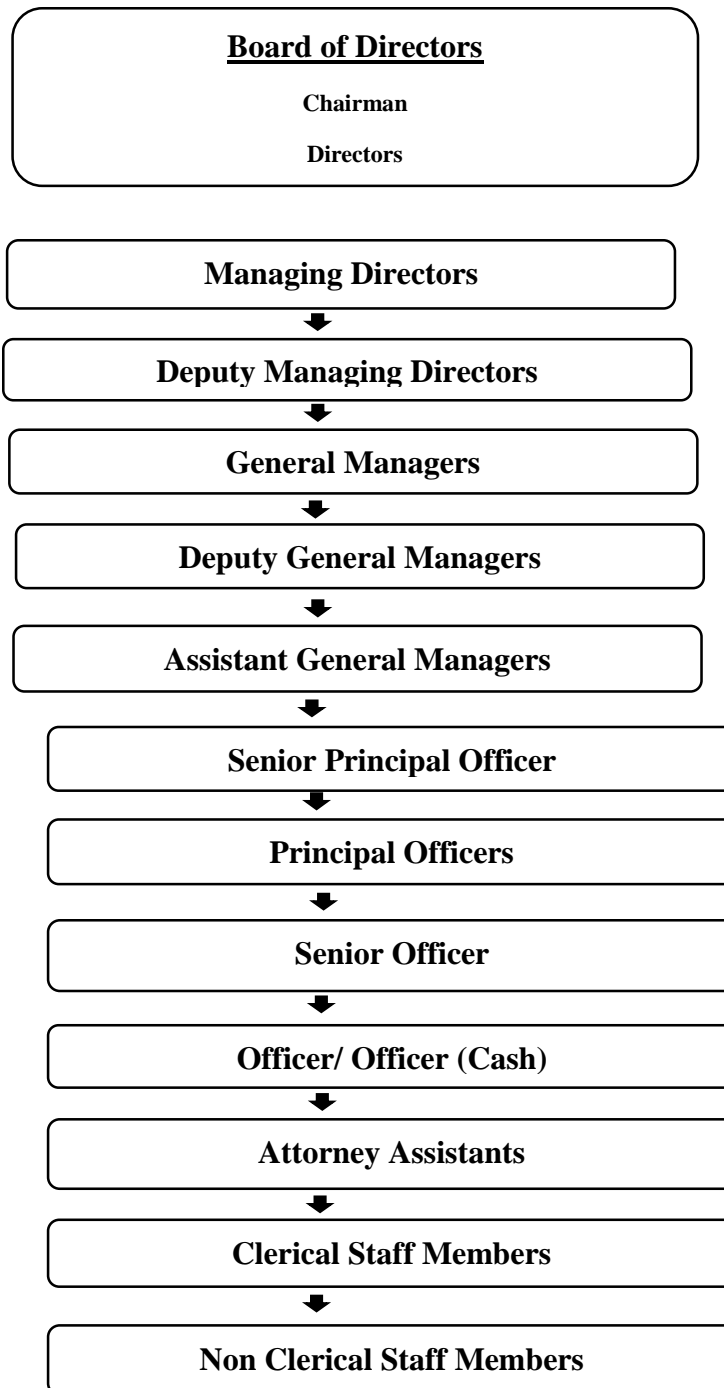 Board of Directors
Chairman
Directors
Managing Directors
Deputy Managing Directors
General Managers
Deputy General Managers
Assistant General Managers
Senior Principal Officer
Principal Officers
Senior Officer
Officer/ Officer (Cash)
Attorney Assistants
Clerical Staff Members
Non Clerical Staff Members